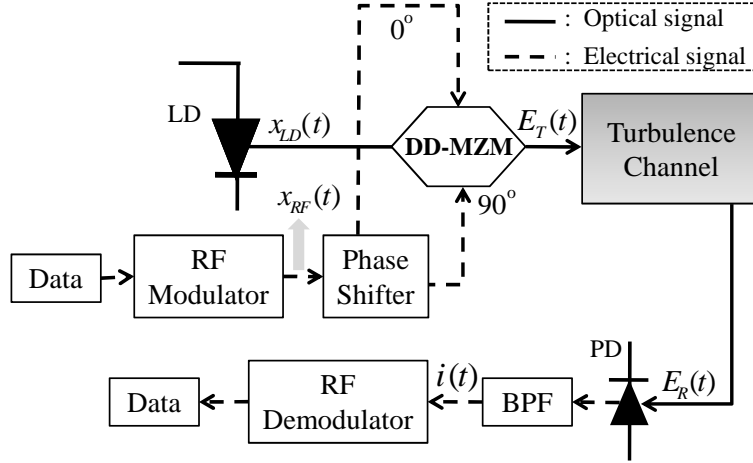 : Optical signal
: Electrical signal
0°
LD
x_LD(t)
DD-MZM
E_T(t)
Turbulence
Channel
x_RF(t)
90°
Data
RF
Modulator
Phase
Shifter
PD
E_R(t)
Data
RF
Demodulator
i(t)
BPF